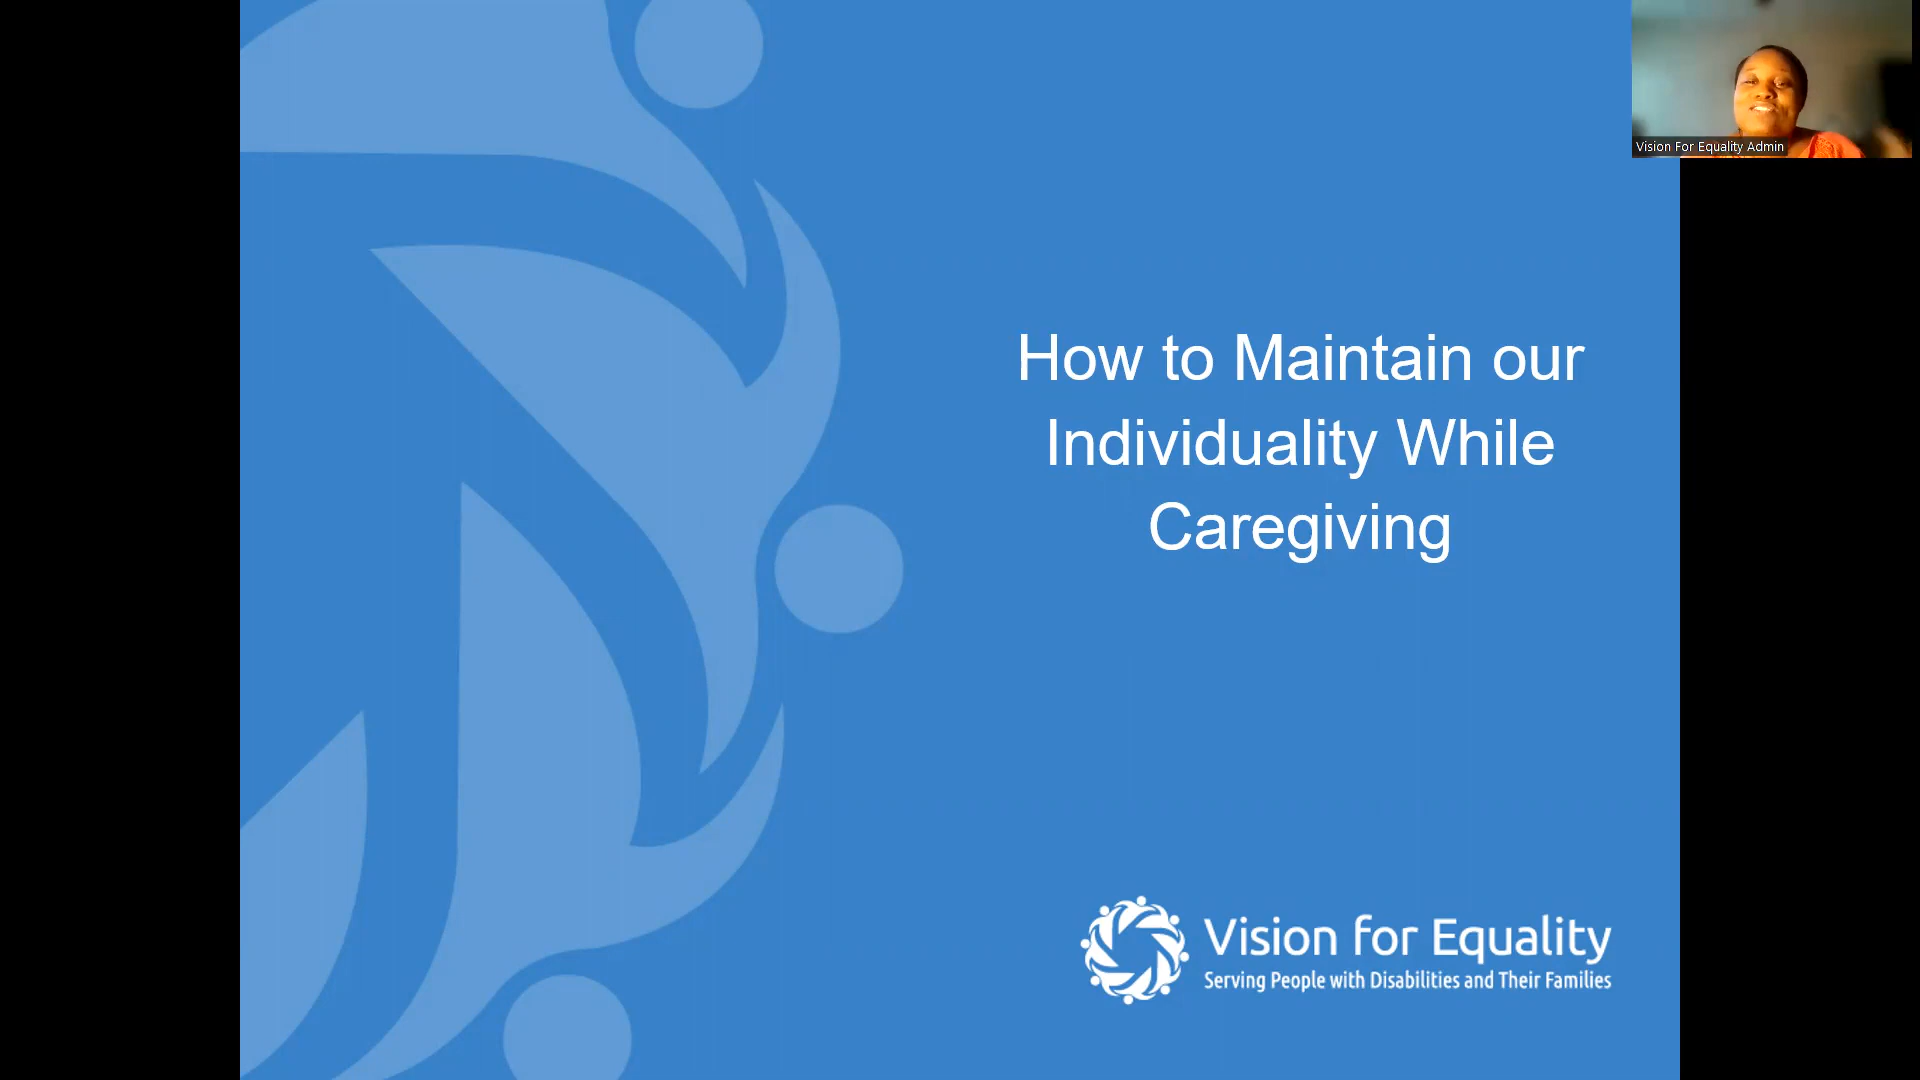 Vision For Equality Admin
How to Maintain our
Individuality While
Caregiving
Vision for Equality
Serving People with Disabilities and Their Families